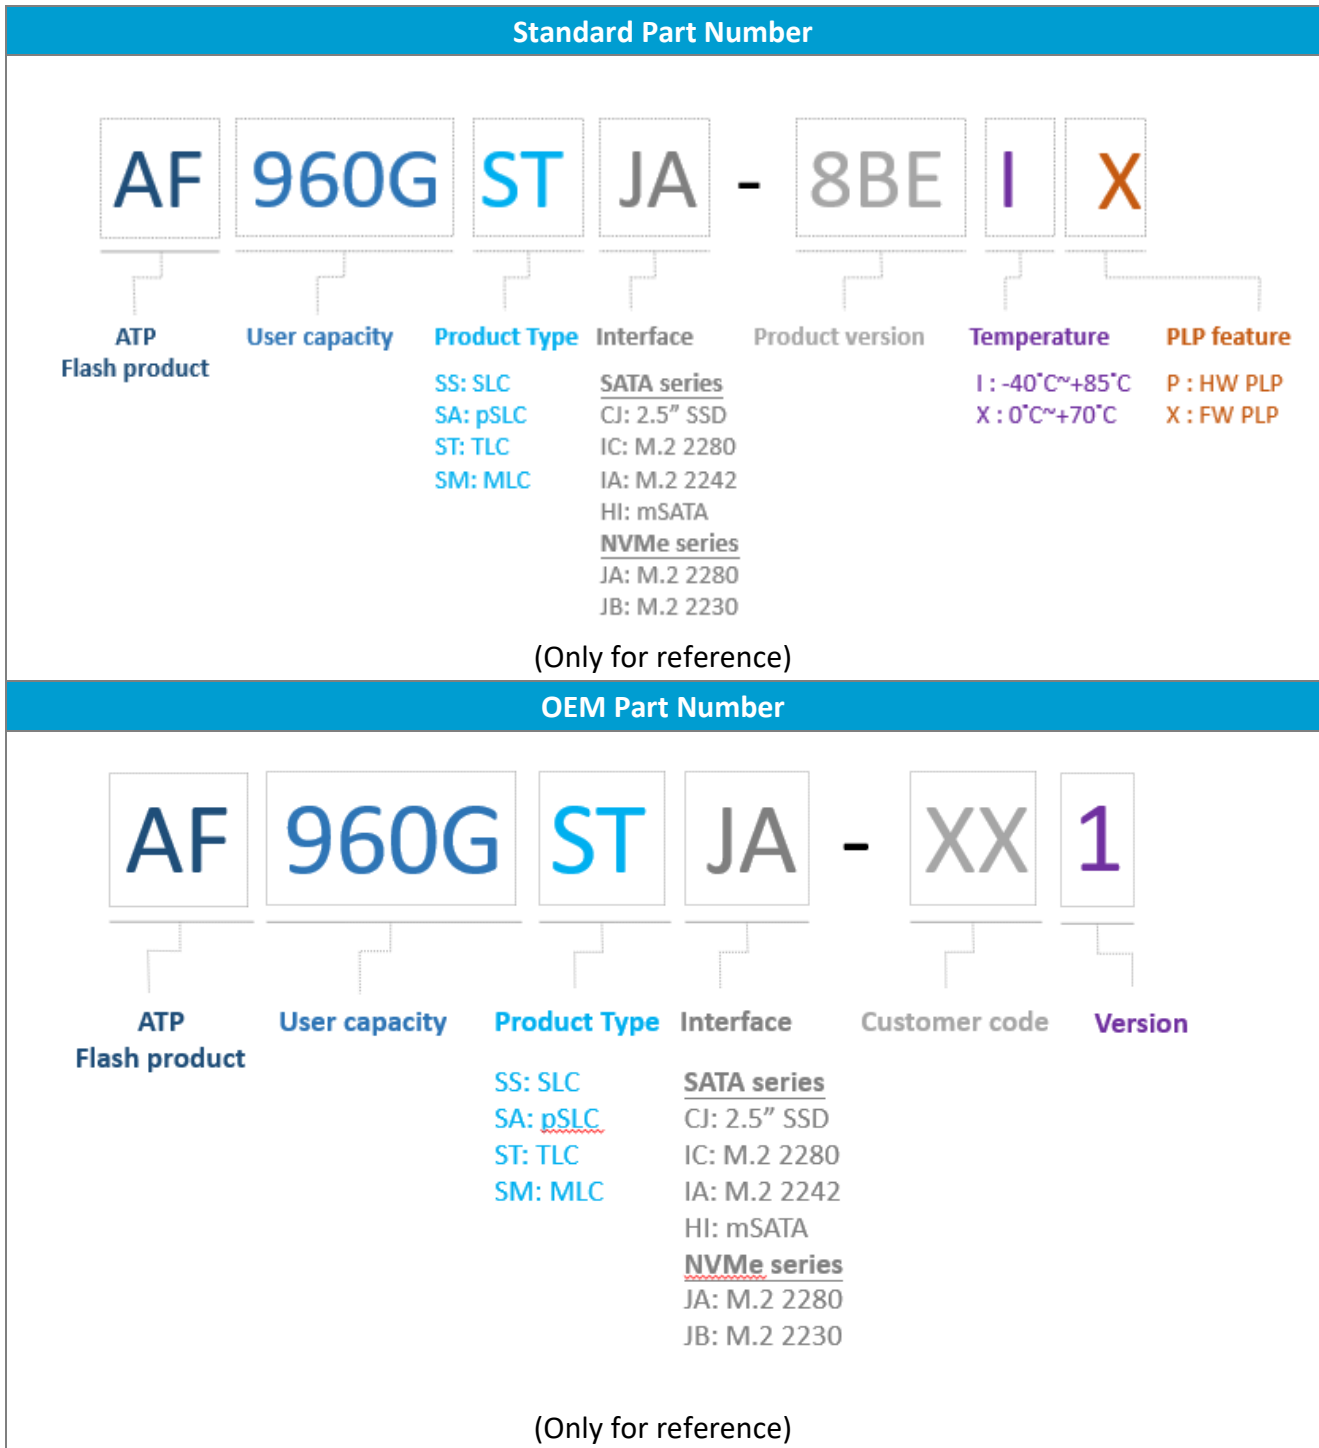 Standard Part Number
AF 960G ST JA - 8BE I X
ATP
Flash product
User capacity
Product Type
SS: SLC
SA: pSLC
ST: TLC
SM: MLC
Interface
SATA series
CJ: 2.5” SSD
IC: M.2 2280
IA: M.2 2242
HI: mSATA
NVMe series
JA: M.2 2280
JB: M.2 2230
Product version
Temperature
I : -40˚C~+85˚C
X : 0˚C~+70˚C
PLP feature
P : HW PLP
X : FW PLP
(Only for reference)
OEM Part Number
AF 960G ST JA - XX 1
ATP
Flash product
User capacity
Product Type
SS: SLC
SA: pSLC
ST: TLC
SM: MLC
Interface
SATA series
CJ: 2.5” SSD
IC: M.2 2280
IA: M.2 2242
HI: mSATA
NVMe series
JA: M.2 2280
JB: M.2 2230
Customer code
Version
(Only for reference)